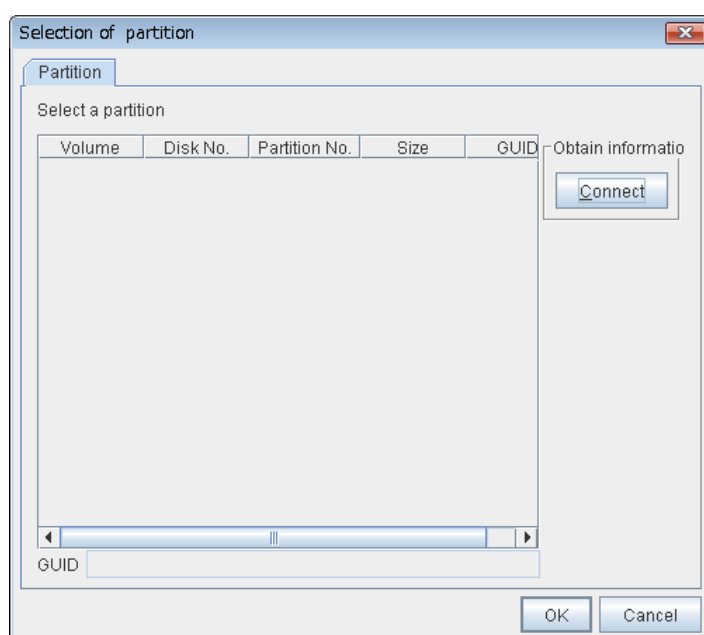 Selection of partition
Partition
Select a partition
Volume Disk No. Partition No. Size GUID
Obtain informatio
Connect
GUID
OK Cancel